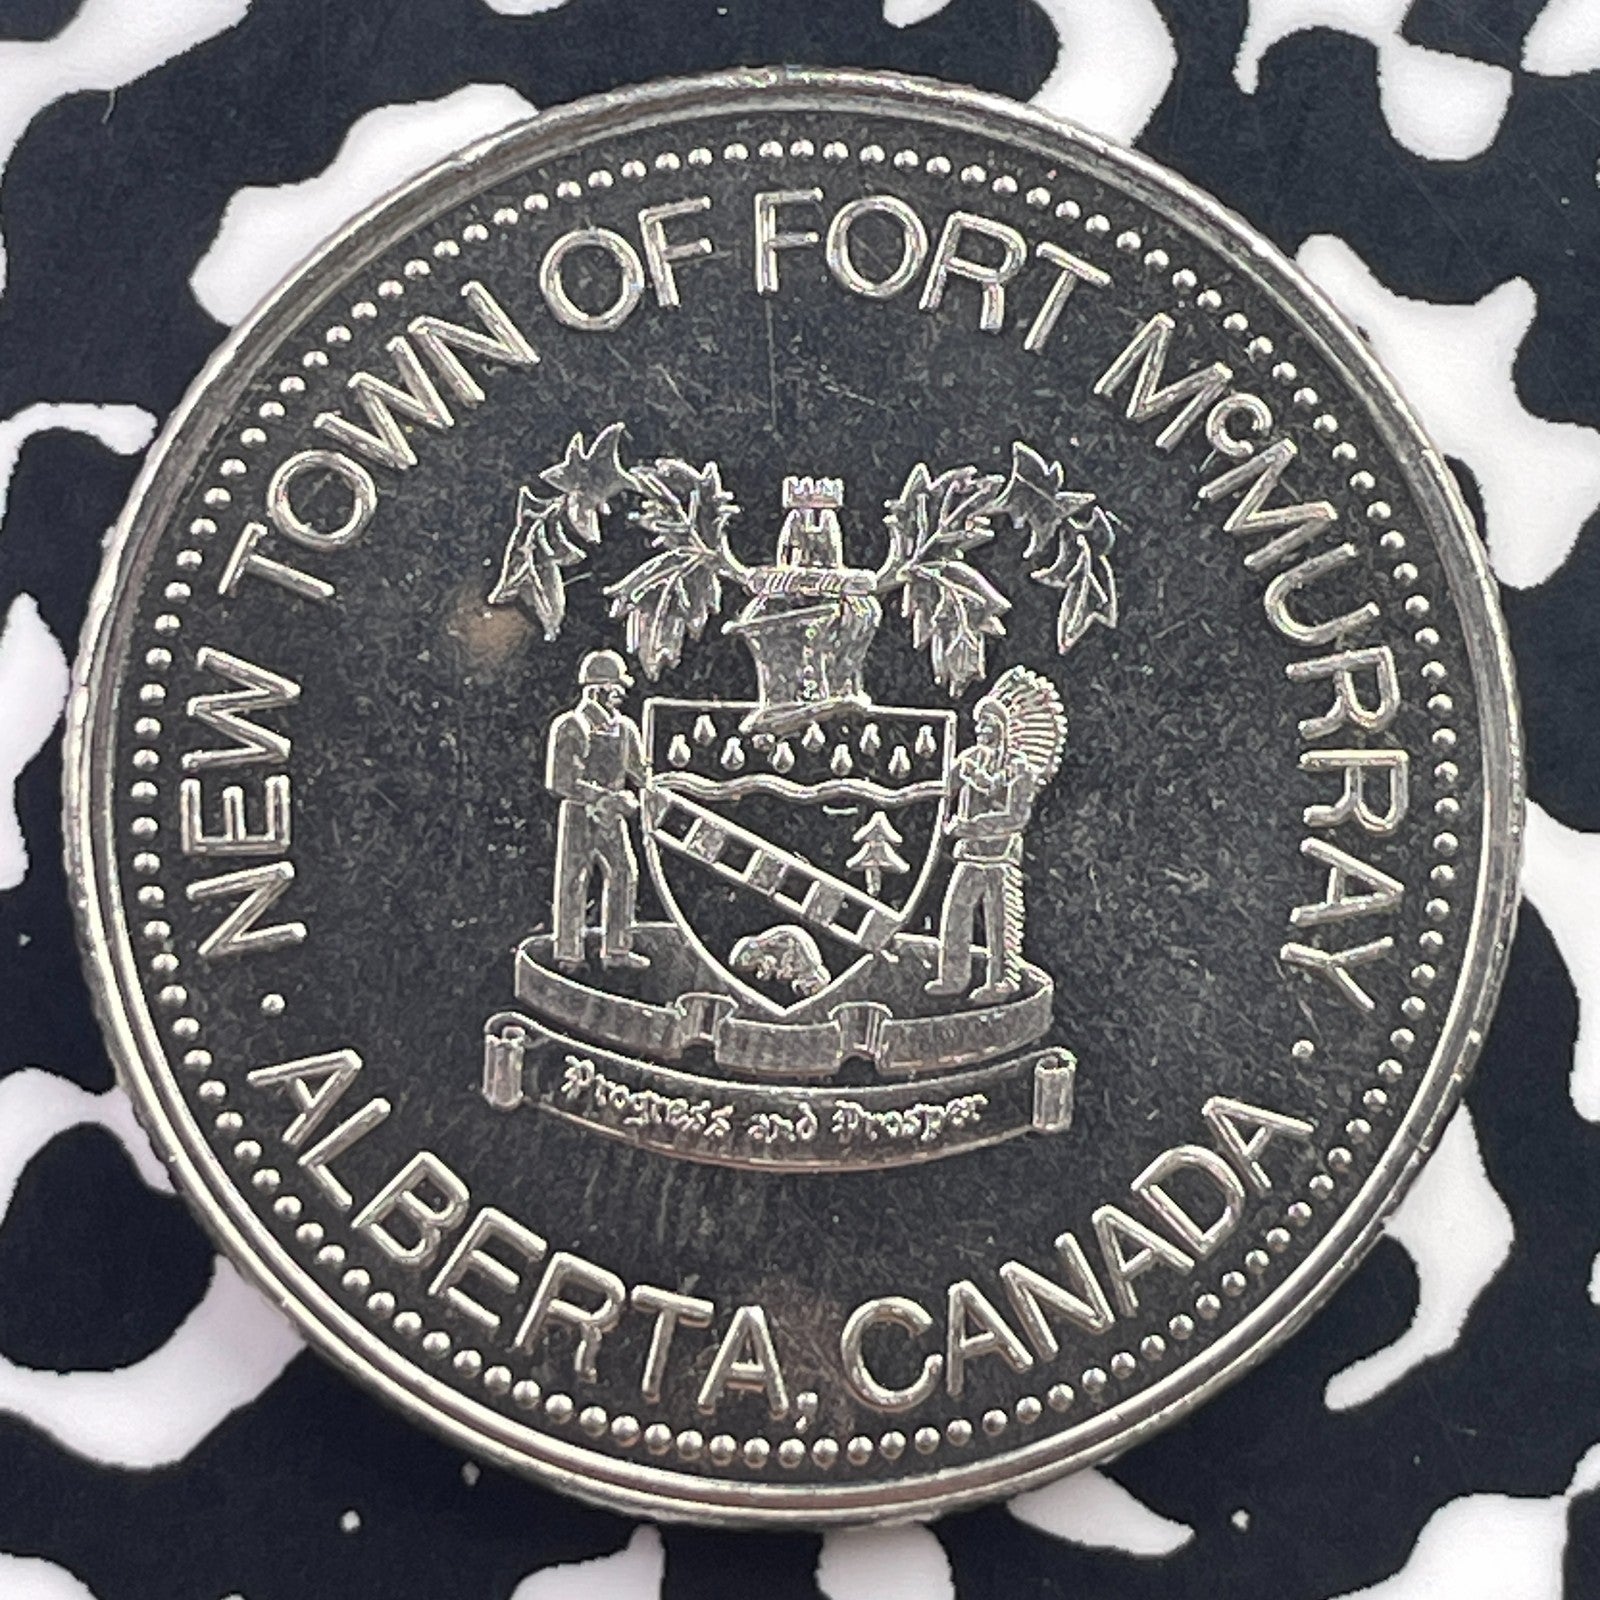 NEW TOWN OF FORT McMURRAY
Progress and Prosper
· ALBERTA, CANADA ·